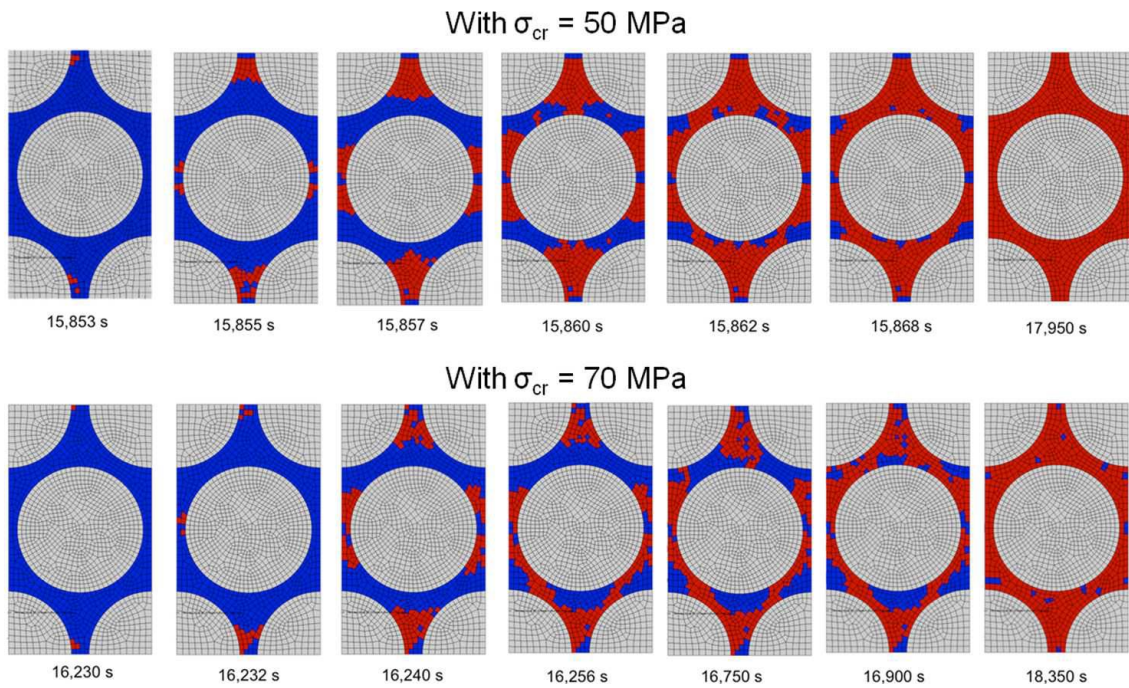 With σcr = 50 MPa
15,853 s
15,855 s
15,857 s
15,860 s
15,862 s
15,868 s
17,950 s
With σcr = 70 MPa
16,230 s
16,232 s
16,240 s
16,256 s
16,750 s
16,900 s
18,350 s